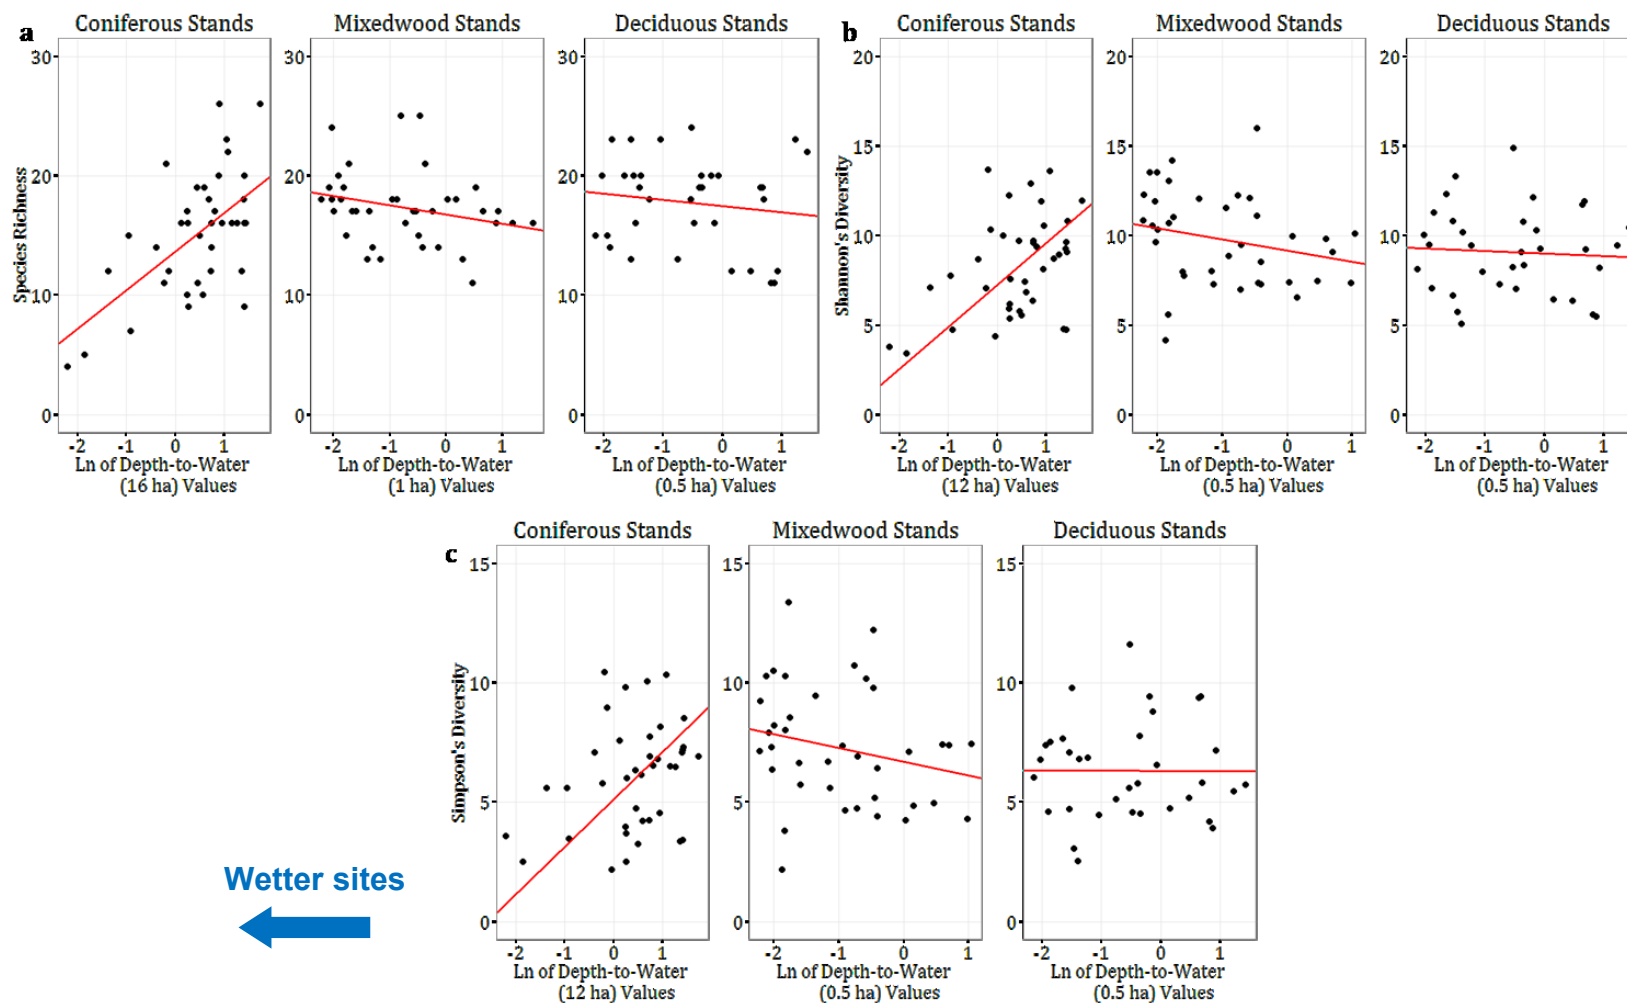 a
Coniferous Stands
Mixedwood Stands
Deciduous Stands
Species Richness
30
20
10
0
-2 -1 0 1
Ln of Depth-to-Water
(16 ha) Values
30
20
10
0
-2 -1 0 1
Ln of Depth-to-Water
(1 ha) Values
30
20
10
0
-2 -1 0 1
Ln of Depth-to-Water
(0.5 ha) Values
b
Coniferous Stands
Mixedwood Stands
Deciduous Stands
Shannon's Diversity
20
15
10
5
0
-2 -1 0 1
Ln of Depth-to-Water
(12 ha) Values
20
15
10
5
0
-2 -1 0 1
Ln of Depth-to-Water
(0.5 ha) Values
20
15
10
5
0
-2 -1 0 1
Ln of Depth-to-Water
(0.5 ha) Values
c
Coniferous Stands
Mixedwood Stands
Deciduous Stands
Simpson's Diversity
15
10
5
0
-2 -1 0 1
Ln of Depth-to-Water
(12 ha) Values
15
10
5
0
-2 -1 0 1
Ln of Depth-to-Water
(0.5 ha) Values
15
10
5
0
-2 -1 0 1
Ln of Depth-to-Water
(0.5 ha) Values
Wetter sites